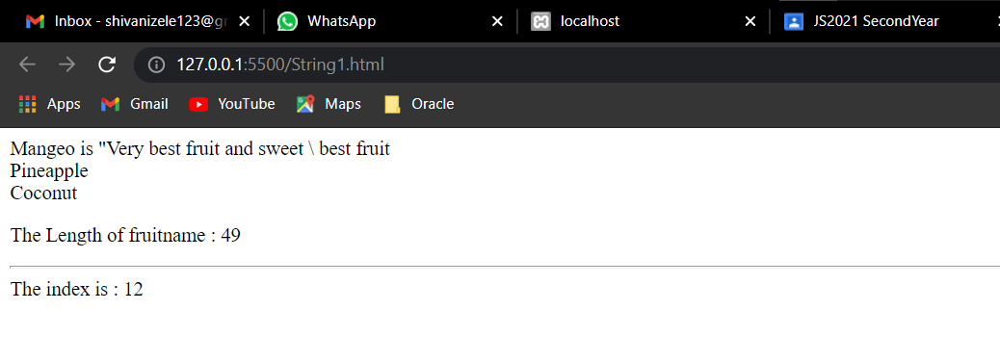 Inbox - shivanizele123@gr
WhatsApp
localhost
JS2021 SecondYear
127.0.0.1:5500/String1.html
Apps
Gmail
YouTube
Maps
Oracle
Mangeo is "Very best fruit and sweet \ best fruit
Pineapple
Coconut
The Length of fruitname : 49
The index is : 12